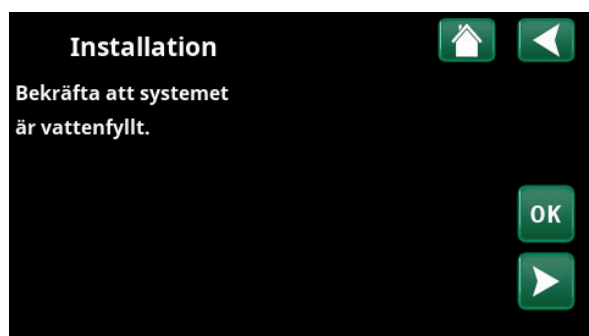 Installation
Bekräfta att systemet
är vattenfyllt.
OK